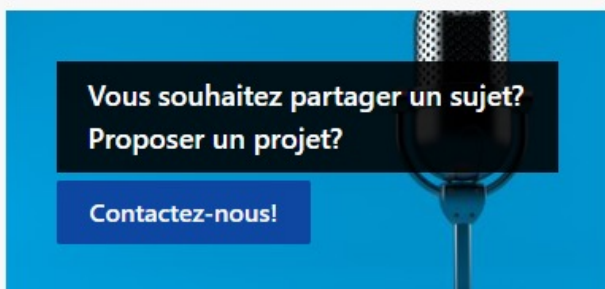 Vous souhaitez partager un sujet?
Proposer un projet?
Contactez-nous!